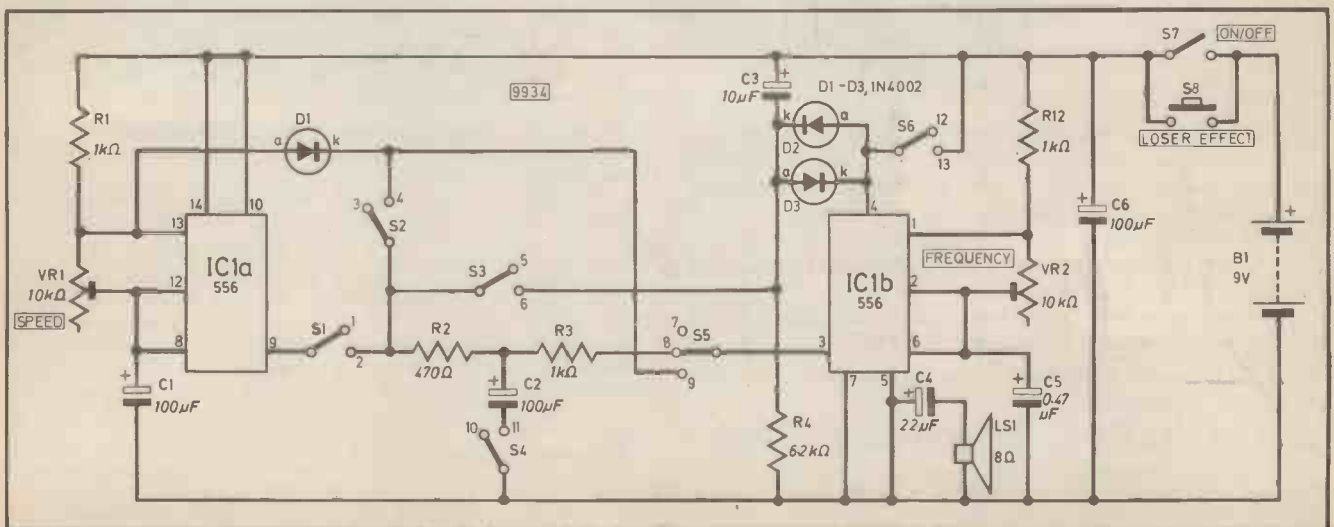 S7
ON/OFF
C3
10µF
9934
D1-D3, 1N4002
R1
1kΩ
D1
a
k
k
a
D2
S6
12
13
R12
1kΩ
S8
LOSER EFFECT
a
k
D3
4
3
S2
14
10
13
4
1
C6
100µF
IC1a
556
VR1
10kΩ
SPEED
12
S3
5
6
IC1b
556
FREQUENCY
2
VR2
10kΩ
B1
9V
8
9
S1
1
2
R2
470Ω
R3
1kΩ
7
8
9
S5
3
6
7
5
C1
100µF
C2
100µF
10
11
S4
R4
62kΩ
C4
22µF
LS1
8Ω
C5
0·47
µF
+
+
+
+
+
+
+